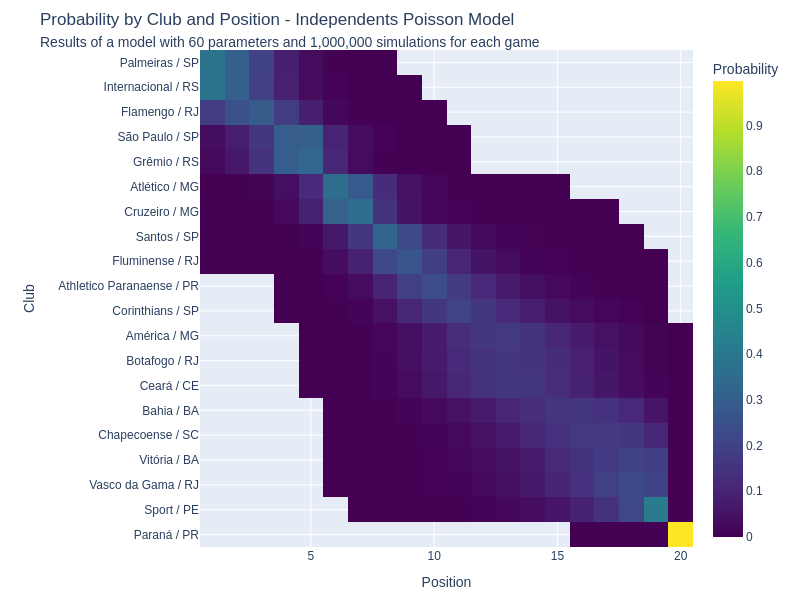 Probability by Club and Position - Independents Poisson Model
Results of a model with 60 parameters and 1,000,000 simulations for each game
Probability
Palmeiras / SP
Internacional / RS
Flamengo / RJ
São Paulo / SP
Grêmio / RS
Atlético / MG
Cruzeiro / MG
Santos / SP
Fluminense / RJ
Athletico Paranaense / PR
Corinthians / SP
América / MG
Botafogo / RJ
Ceará / CE
Bahia / BA
Chapecoense / SC
Vitória / BA
Vasco da Gama / RJ
Sport / PE
Paraná / PR
Club
5
10
15
20
Position
0.9
0.8
0.7
0.6
0.5
0.4
0.3
0.2
0.1
0